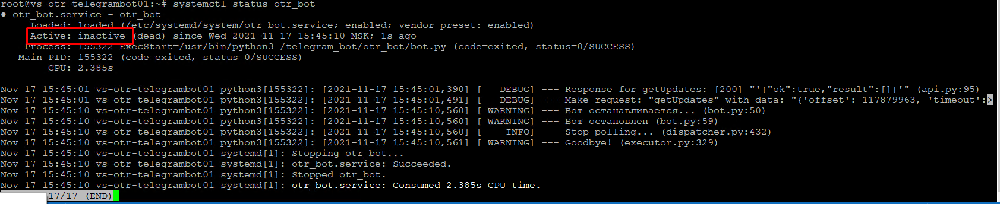 root@vs-otr-telegrambot01:~# systemctl status otr_bot
● otr_bot.service - otr_bot
Loaded: loaded (/etc/systemd/system/otr_bot.service; enabled; vendor preset: enabled)
Active: inactive (dead) since Wed 2021-11-17 15:45:10 MSK; 1s ago
Process: 155322 ExecStart=/usr/bin/python3 /telegram_bot/otr_bot/bot.py (code=exited, status=0/SUCCESS)
Main PID: 155322 (code=exited, status=0/SUCCESS)
CPU: 2.385s
Nov 17 15:45:01 vs-otr-telegrambot01 python3[155322]: [2021-11-17 15:45:01,390] [   DEBUG] --- Response for getUpdates: [200] "'{"ok":true,"result":[]}'" (api.py:95)
Nov 17 15:45:01 vs-otr-telegrambot01 python3[155322]: [2021-11-17 15:45:01,491] [   DEBUG] --- Make request: "getUpdates" with data: "{'offset': 117879963, 'timeout':>
Nov 17 15:45:10 vs-otr-telegrambot01 python3[155322]: [2021-11-17 15:45:10,560] [ WARNING] --- Бот останавливается... (bot.py:50)
Nov 17 15:45:10 vs-otr-telegrambot01 python3[155322]: [2021-11-17 15:45:10,560] [ WARNING] --- Бот остановлен (bot.py:59)
Nov 17 15:45:10 vs-otr-telegrambot01 python3[155322]: [2021-11-17 15:45:10,560] [    INFO] --- Stop polling... (dispatcher.py:432)
Nov 17 15:45:10 vs-otr-telegrambot01 python3[155322]: [2021-11-17 15:45:10,561] [ WARNING] --- Goodbye! (executor.py:329)
Nov 17 15:45:10 vs-otr-telegrambot01 systemd[1]: Stopping otr_bot...
Nov 17 15:45:10 vs-otr-telegrambot01 systemd[1]: otr_bot.service: Succeeded.
Nov 17 15:45:10 vs-otr-telegrambot01 systemd[1]: Stopped otr_bot.
Nov 17 15:45:10 vs-otr-telegrambot01 systemd[1]: otr_bot.service: Consumed 2.385s CPU time.
17/17 (END)